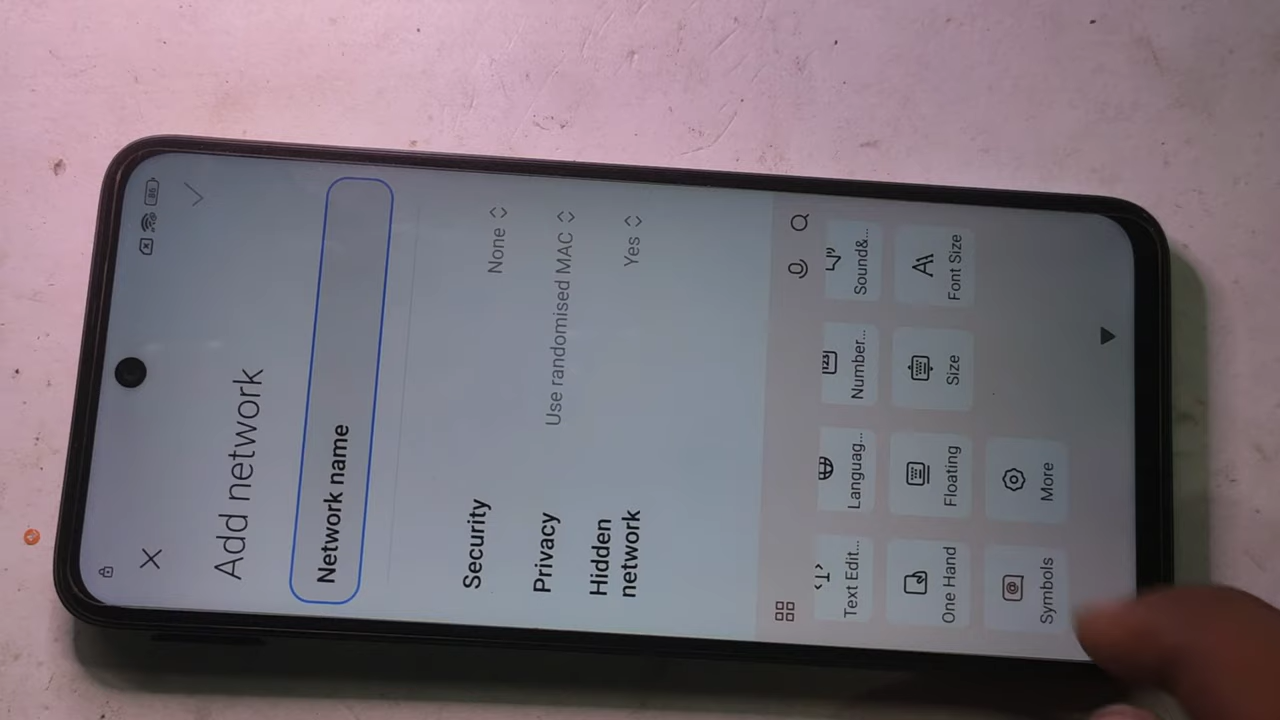 86
Add network
Network name
Security None
Privacy Use randomised MAC
Hidden
network Yes
Text Edit... Languag... Number... Sound&...
One Hand Floating Size Font Size
Symbols More